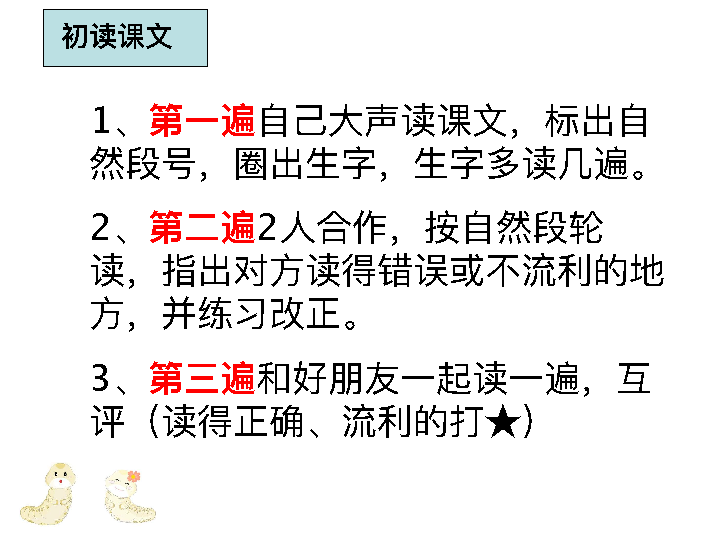 初读课文
1、第一遍自己大声读课文，标出自
然段号，圈出生字，生字多读几遍。
2、第二遍2人合作，按自然段轮
读，指出对方读得错误或不流利的地
方，并练习改正。
3、第三遍和好朋友一起读一遍，互
评（读得正确、流利的打★）